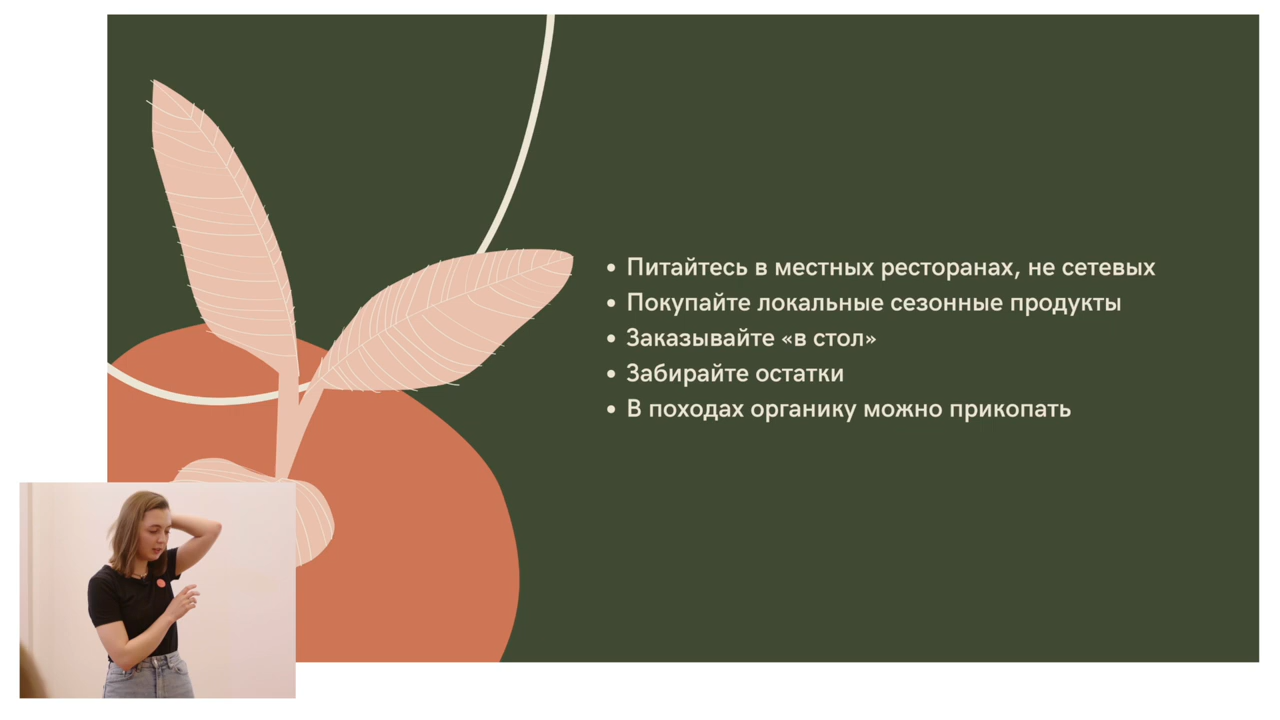 • Питайтесь в местных ресторанах, не сетевых
• Покупайте локальные сезонные продукты
• Заказывайте «в стол»
• Забирайте остатки
• В походах органику можно прикопать